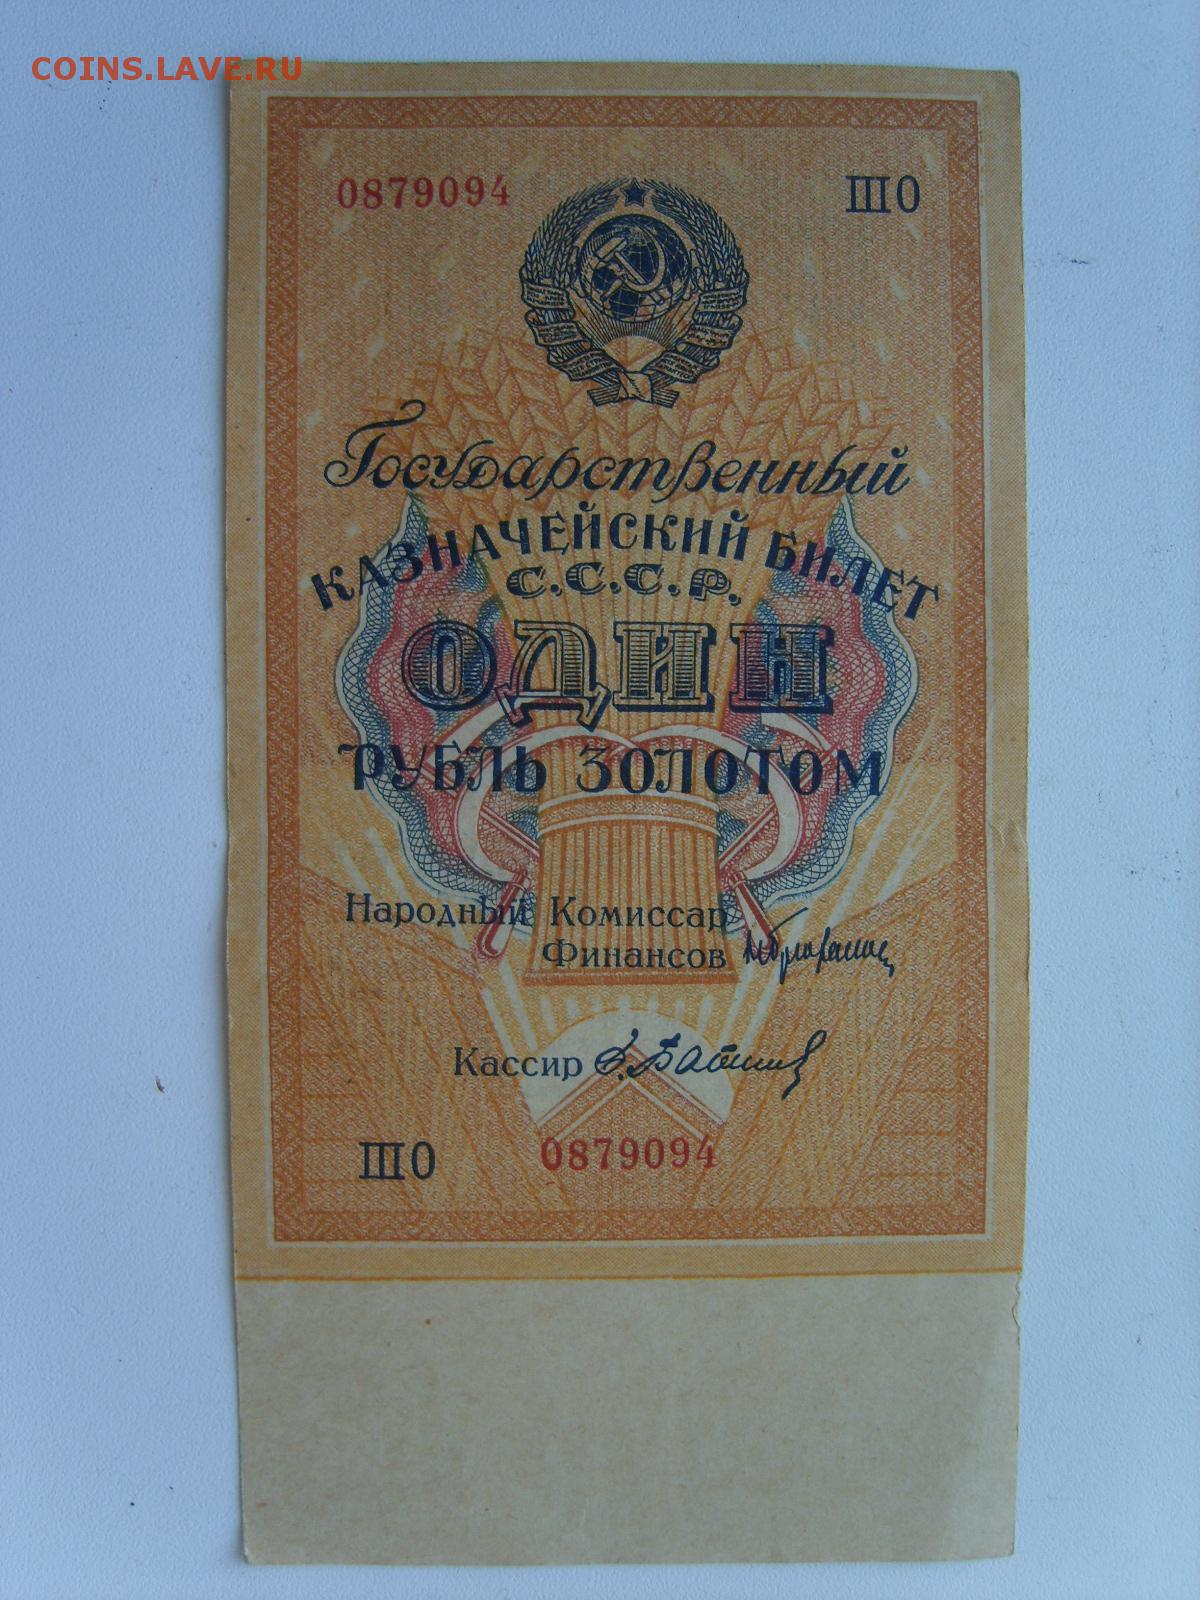 COINS.LAVE.RU
0879094 ШО
Государственный
КАЗНАЧЕЙСКИЙ БИЛЕТ
С.С.С.Р.
ОДИН
РУБЛЬ ЗОЛОТОМ
Народный Комиссар
Финансов
Кассир
ШО 0879094